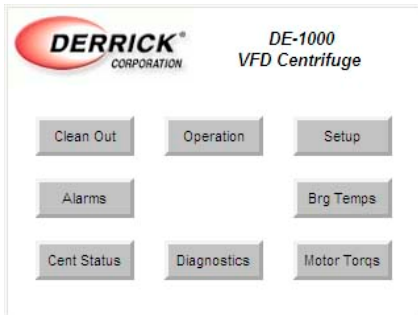 DERRICK
CORPORATION
DE-1000
VFD Centrifuge
Clean Out
Operation
Setup
Alarms
Brg Temps
Cent Status
Diagnostics
Motor Torqs